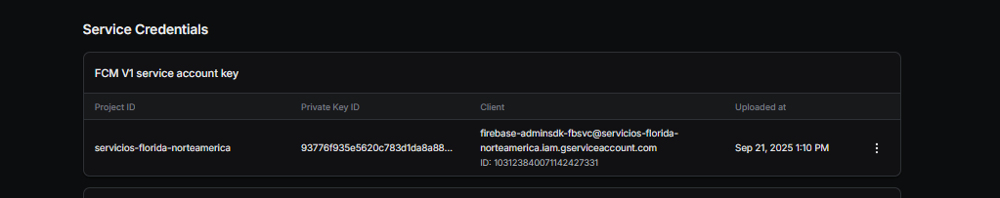 Service Credentials
FCM V1 service account key
Project ID Private Key ID Client Uploaded at
servicios-florida-norteamerica 93776f935e5620c783d1da8a88... firebase-adminsdk-fbsvc@servicios-florida-
norteamerica.iam.gserviceaccount.com Sep 21, 2025 1:10 PM
ID: 103123840071142427331